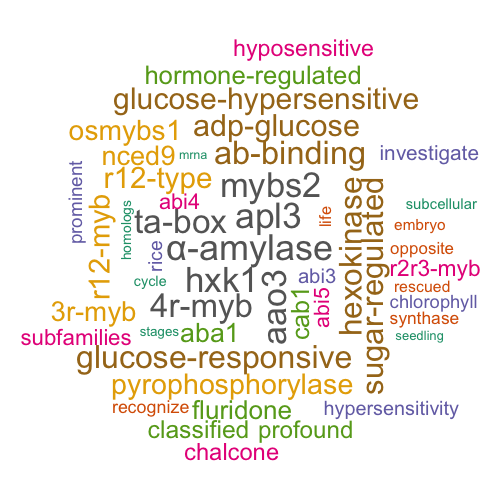 hyposensitive
hormone-regulated
glucose-hypersensitive
osmybs1
adp-glucose
nced9
mrna
ab-binding
investigate
prominent
r12-type
mybs2
abi4
life
hexokinase
sugar-regulated
subcellular
homologs
ta-box
apl3
embryo
r12-myb
rice
α-amylase
opposite
r2r3-myb
cycle
hxk1
aao3
abi3
rescued
3r-myb
4r-myb
cab1
abi5
chlorophyll
synthase
subfamilies
stages
aba1
seedling
glucose-responsive
pyrophosphorylase
recognize
fluridone
hypersensitivity
classified
profound
chalcone